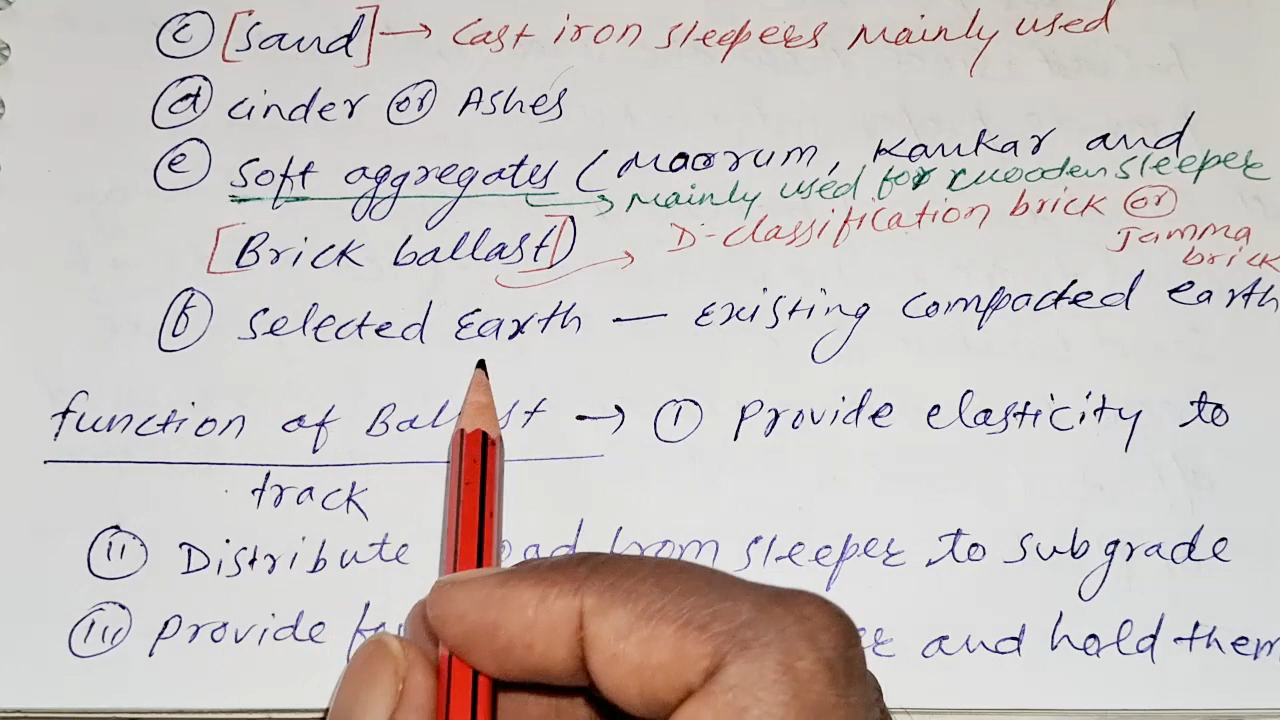 (c) [Sand] → Cast iron sleepers mainly used
(d) cinder (or) Ashes
(e) Soft aggregates (Moorum, Kankar and
→ mainly used for wooden sleeper
[Brick ballast]) → D-classification brick (or)
Jamma
brick
(f) Selected Earth — Existing compacted earth
function of Ballast → (i) Provide elasticity to
track
(ii) Distribute load from sleeper to subgrade
(iii) Provide and hold them